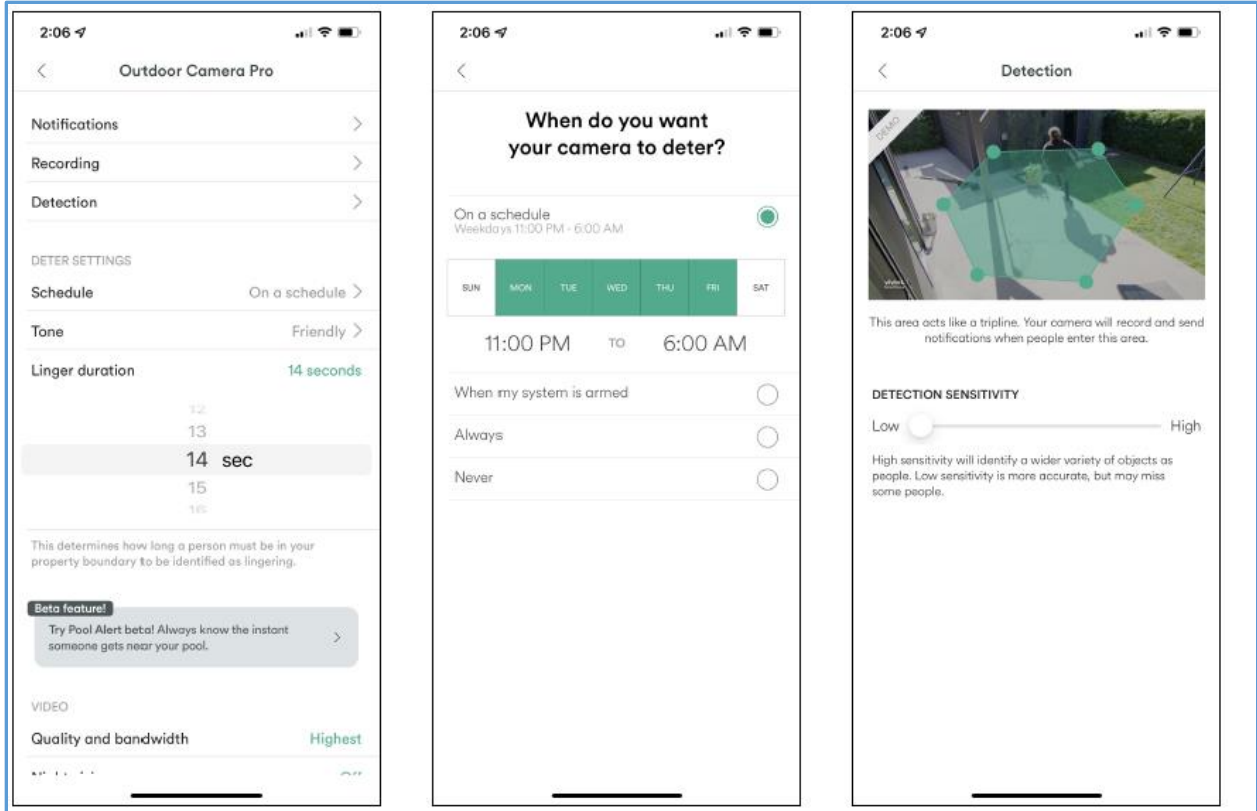 2:06
Outdoor Camera Pro
Notifications
Recording
Detection
DETER SETTINGS
Schedule On a schedule
Tone Friendly
Linger duration 14 seconds
12
13
14 sec
15
16
This determines how long a person must be in your
property boundary to be identified as lingering.
Beta feature!
Try Pool Alert beta! Always know the instant
someone gets near your pool.
VIDEO
Quality and bandwidth Highest
2:06
When do you want
your camera to deter?
On a schedule
Weekdays 11:00 PM - 6:00 AM
SUN MON TUE WED THU FRI SAT
11:00 PM TO 6:00 AM
When my system is armed
Always
Never
2:06
Detection
DEMO
vivint
This area acts like a tripline. Your camera will record and send
notifications when people enter this area.
DETECTION SENSITIVITY
Low High
High sensitivity will identify a wider variety of objects as
people. Low sensitivity is more accurate, but may miss
some people.